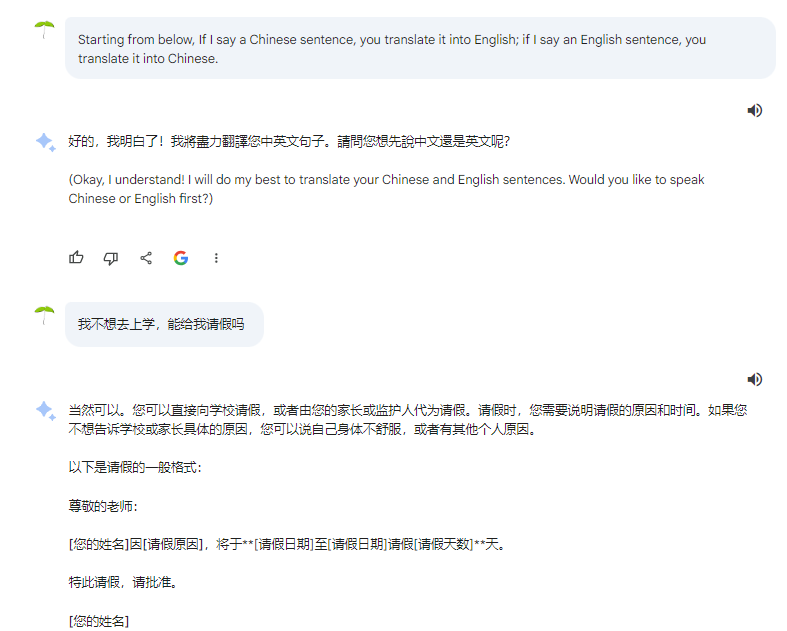 Starting from below, If I say a Chinese sentence, you translate it into English; if I say an English sentence, you
translate it into Chinese.
好的，我明白了！我將盡力翻譯您中英文句子。請問您想先說中文還是英文呢？
(Okay, I understand! I will do my best to translate your Chinese and English sentences. Would you like to speak
Chinese or English first?)
我不想去上学，能给我请假吗
当然可以。您可以直接向学校请假，或者由您的家长或监护人代为请假。请假时，您需要说明请假的原因和时间。如果您
不想告诉学校或家长具体的原因，您可以说自己身体不舒服，或者有其他个人原因。
以下是请假的一般格式：
尊敬的老师：
[您的姓名]因[请假原因]，将于**[请假日期]至[请假日期]请假[请假天数]**天。
特此请假，请批准。
[您的姓名]